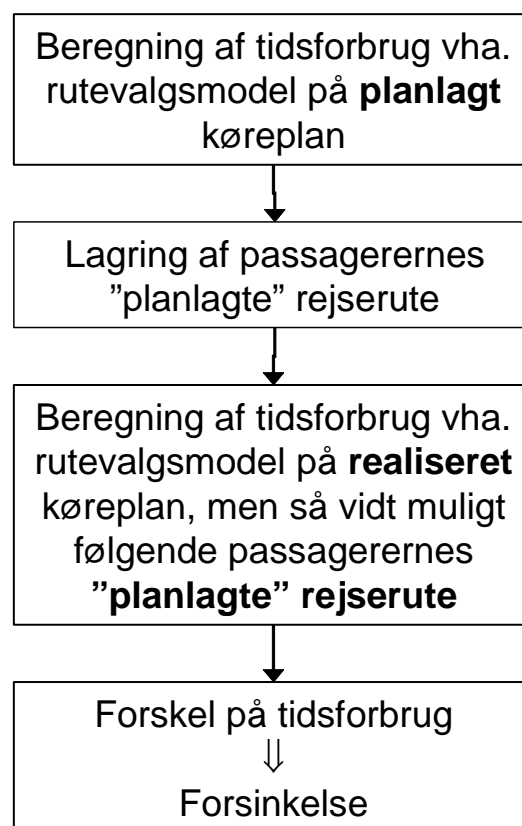 Beregning af tidsforbrug vha.
rutevalgsmodel på planlagt
køreplan
Lagring af passagerernes
”planlagte” rejserute
Beregning af tidsforbrug vha.
rutevalgsmodel på realiseret
køreplan, men så vidt muligt
følgende passagerernes
”planlagte” rejserute
Forskel på tidsforbrug
⇓
Forsinkelse